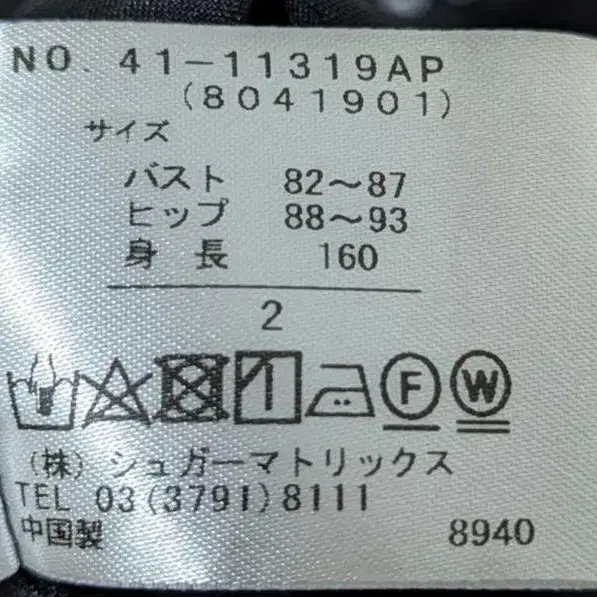 NO. 41-11319AP
(8041901)
サイズ
バスト 82～87
ヒップ 88～93
身長 160
2
F W
(株)シュガーマトリックス
TEL 03(3791)8111
中国製 8940